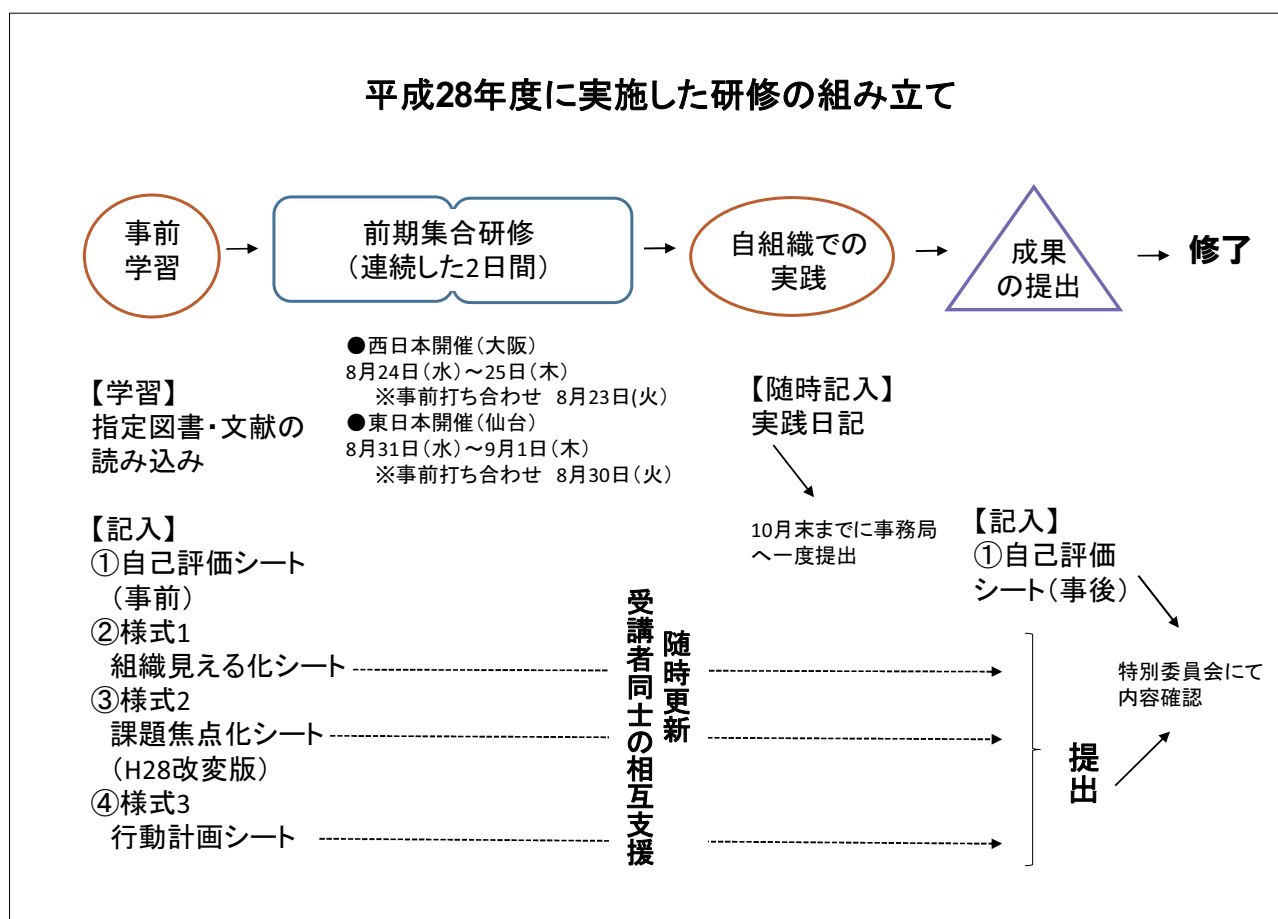 平成28年度に実施した研修の組み立て
事前
学習
前期集合研修
（連続した2日間）
自組織での
実践
成果
の提出
修了
●西日本開催（大阪）
8月24日（水）～25日（木）
※事前打ち合わせ 8月23日(火）
●東日本開催（仙台）
8月31日（水）～9月1日（木）
※事前打ち合わせ 8月30日（火）
【学習】
指定図書・文献の
読み込み
【随時記入】
実践日記
10月末までに事務局
へ一度提出
【記入】
①自己評価シート
（事前）
②様式1
組織見える化シート
③様式2
課題焦点化シート
（H28改変版）
④様式3
行動計画シート
随時更新
受講者同士の相互支援
【記入】
①自己評価
シート（事後）
提出
特別委員会にて
内容確認